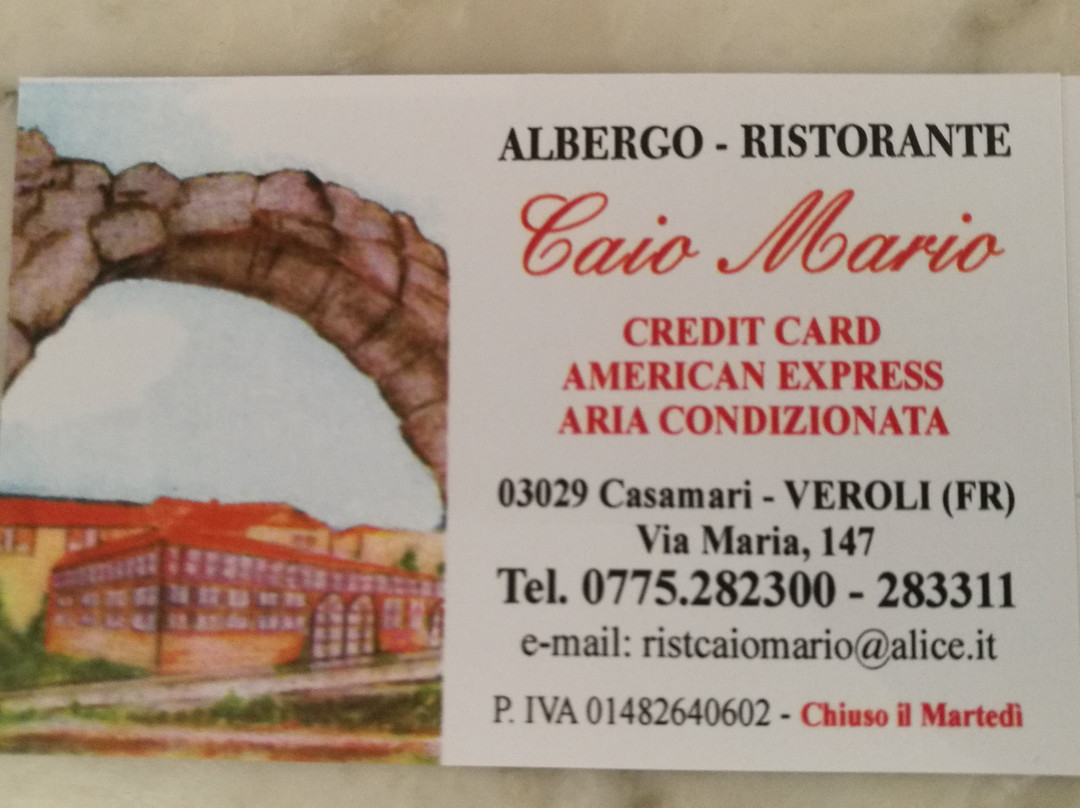 ALBERGO - RISTORANTE
Caio Mario
CREDIT CARD
AMERICAN EXPRESS
ARIA CONDIZIONATA
03029 Casamari - VEROLI (FR)
Via Maria, 147
Tel. 0775.282300 - 283311
e-mail: ristcaiomario@alice.it
P. IVA 01482640602 - Chiuso il Martedì